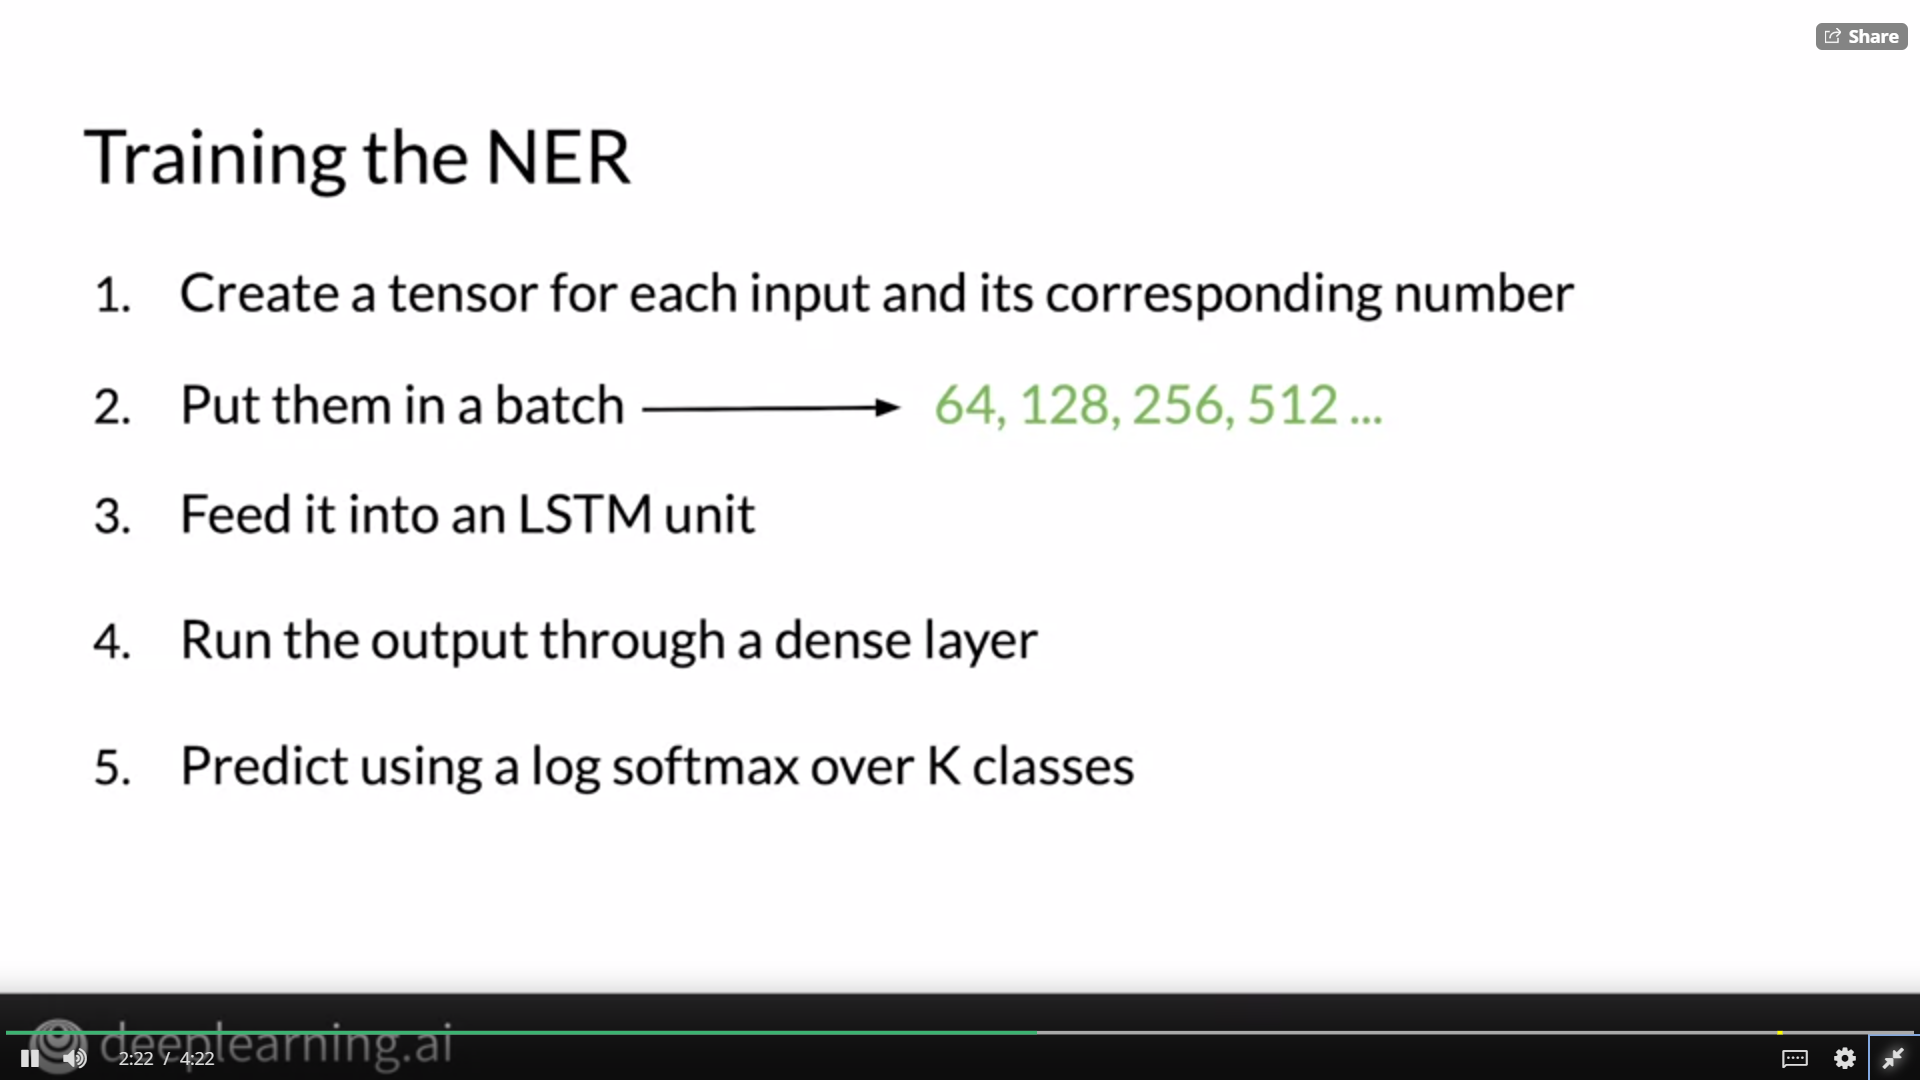 Share
Training the NER
1. Create a tensor for each input and its corresponding number
2. Put them in a batch 64, 128, 256, 512 ...
3. Feed it into an LSTM unit
4. Run the output through a dense layer
5. Predict using a log softmax over K classes
deeplearning.ai
2:22 / 4:22